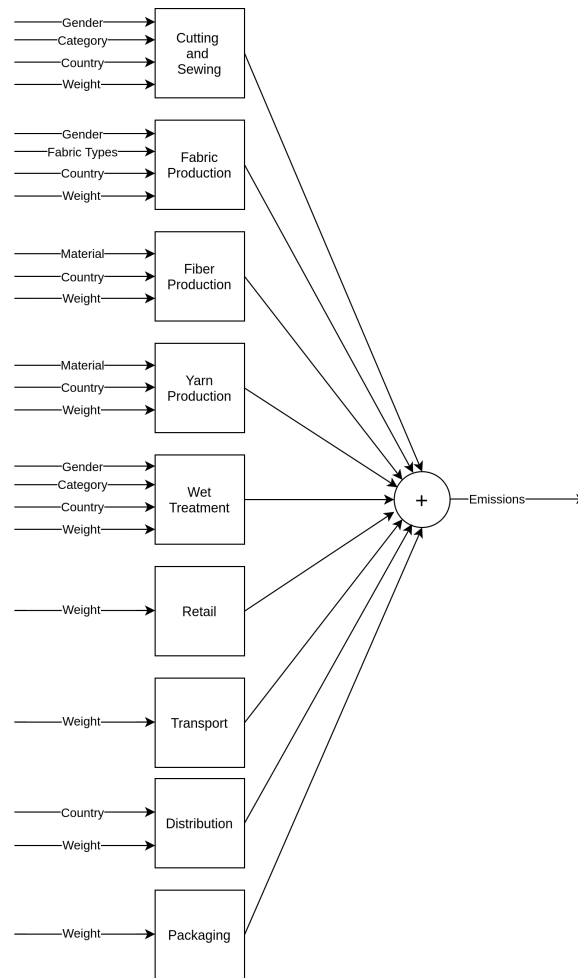 Gender
Category
Country
Weight
Cutting
and
Sewing
Gender
Fabric Types
Country
Weight
Fabric
Production
Material
Country
Weight
Fiber
Production
Material
Country
Weight
Yarn
Production
Gender
Category
Country
Weight
Wet
Treatment
+
Emissions
Weight
Retail
Weight
Transport
Country
Weight
Distribution
Weight
Packaging